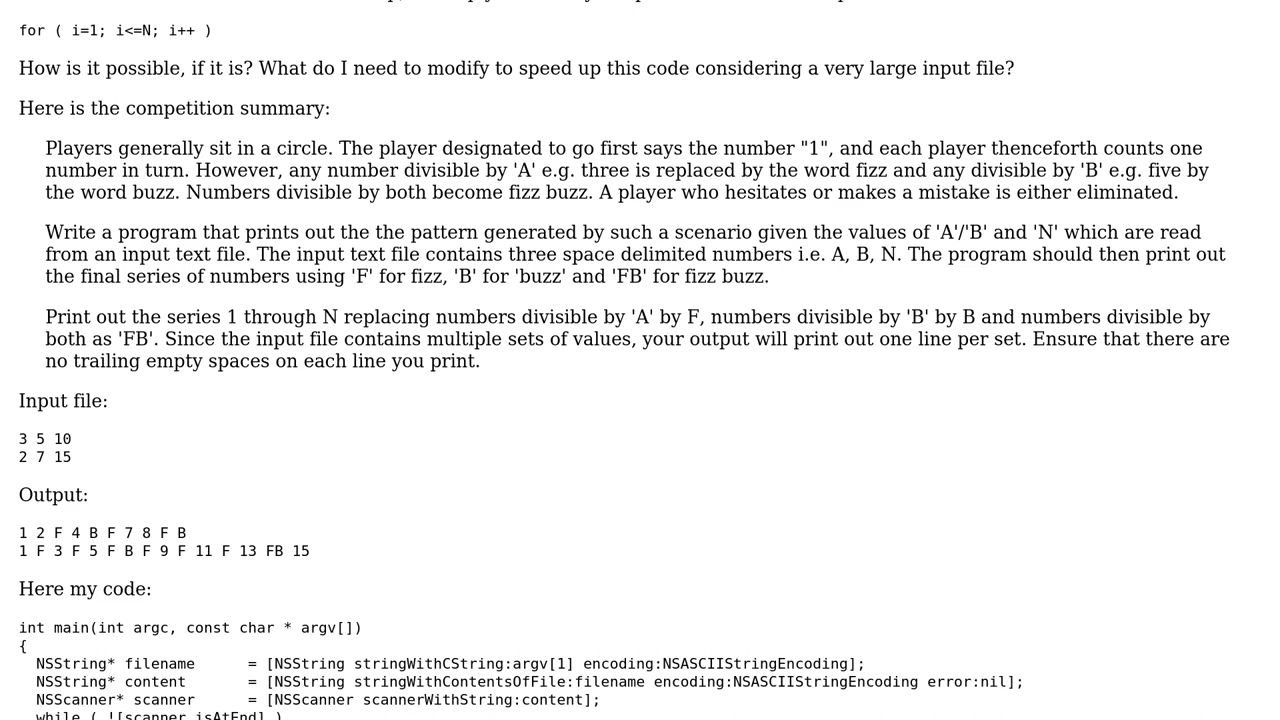 for ( i=1; i<=N; i++ )
How is it possible, if it is? What do I need to modify to speed up this code considering a very large input file?
Here is the competition summary:
Players generally sit in a circle. The player designated to go first says the number "1", and each player thenceforth counts one
number in turn. However, any number divisible by 'A' e.g. three is replaced by the word fizz and any divisible by 'B' e.g. five by
the word buzz. Numbers divisible by both become fizz buzz. A player who hesitates or makes a mistake is either eliminated.
Write a program that prints out the the pattern generated by such a scenario given the values of 'A'/'B' and 'N' which are read
from an input text file. The input text file contains three space delimited numbers i.e. A, B, N. The program should then print out
the final series of numbers using 'F' for fizz, 'B' for 'buzz' and 'FB' for fizz buzz.
Print out the series 1 through N replacing numbers divisible by 'A' by F, numbers divisible by 'B' by B and numbers divisible by
both as 'FB'. Since the input file contains multiple sets of values, your output will print out one line per set. Ensure that there are
no trailing empty spaces on each line you print.
Input file:
3 5 10
2 7 15
Output:
1 2 F 4 B F 7 8 F B
1 F 3 F 5 F B F 9 F 11 F 13 FB 15
Here my code:
int main(int argc, const char * argv[])
{
  NSString* filename      = [NSString stringWithCString:argv[1] encoding:NSASCIIStringEncoding];
  NSString* content       = [NSString stringWithContentsOfFile:filename encoding:NSASCIIStringEncoding error:nil];
  NSScanner* scanner      = [NSScanner scannerWithString:content];
  while ( ![scanner isAtEnd] )